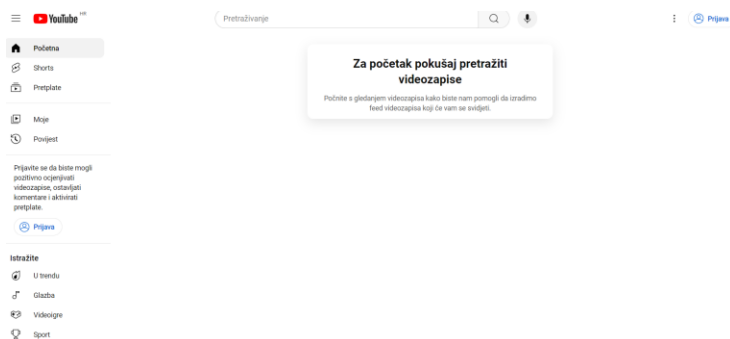 YouTube HR
Pretraživanje
Prijava
Početna
Shorts
Pretplate
Moje
Povijest
Prijavite se da biste mogli
pozitivno ocjenjivati
videozapise, ostavljati
komentare i aktivirati
pretplate.
Prijava
Istražite
U trendu
Glazba
Videoigre
Sport
Za početak pokušaj pretražiti
videozapise
Počnite s gledanjem videozapisa kako biste nam pomogli da izradimo
feed videozapisa koji će vam se svidjeti.